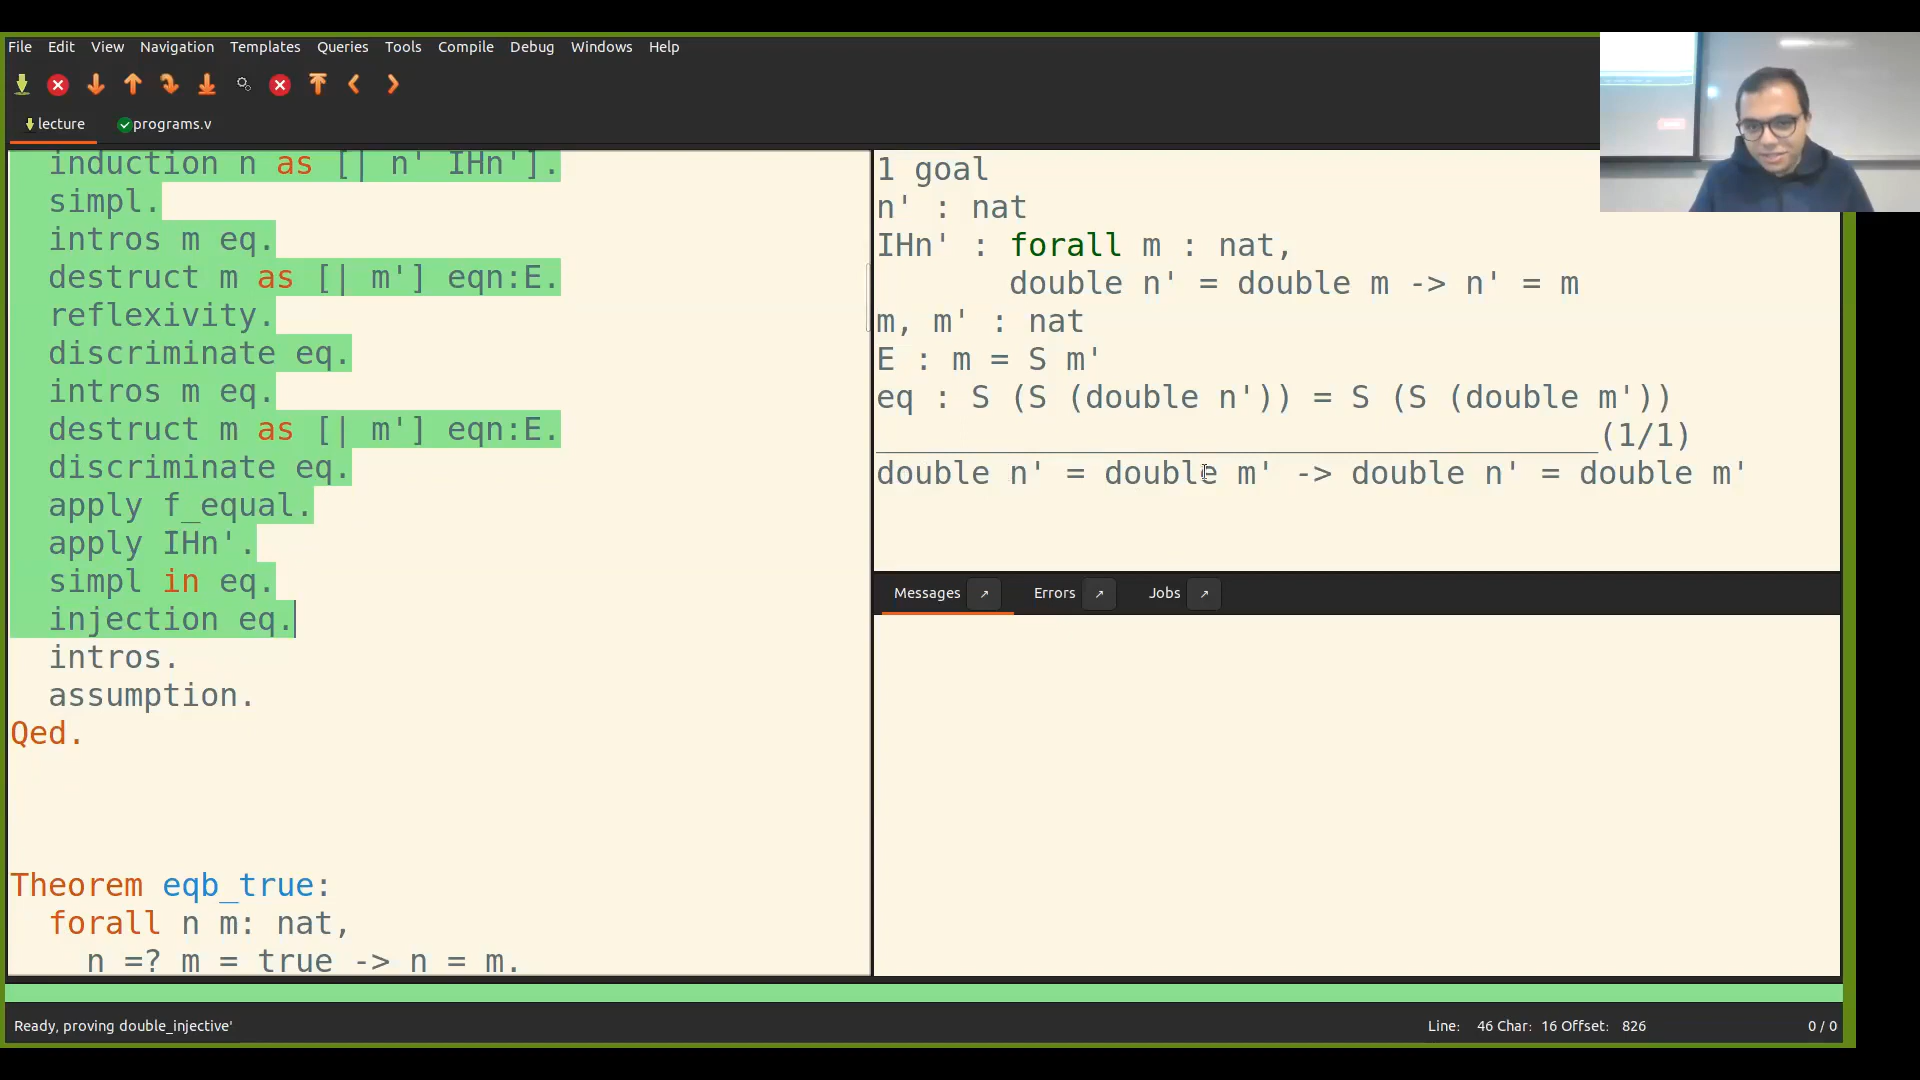 File Edit View Navigation Templates Queries Tools Compile Debug Windows Help
lecture programs.v
induction n as [| n' IHn'].
simpl.
intros m eq.
destruct m as [| m'] eqn:E.
reflexivity.
discriminate eq.
intros m eq.
destruct m as [| m'] eqn:E.
discriminate eq.
apply f_equal.
apply IHn'.
simpl in eq.
injection eq.
intros.
assumption.
Qed.
Theorem eqb_true:
forall n m: nat,
n =? m = true -> n = m.
1 goal
n' : nat
IHn' : forall m : nat,
double n' = double m -> n' = m
m, m' : nat
E : m = S m'
eq : S (S (double n')) = S (S (double m'))
(1/1)
double n' = double m' -> double n' = double m'
Messages Errors Jobs
Ready, proving double_injective' Line: 46 Char: 16 Offset: 826 0 / 0